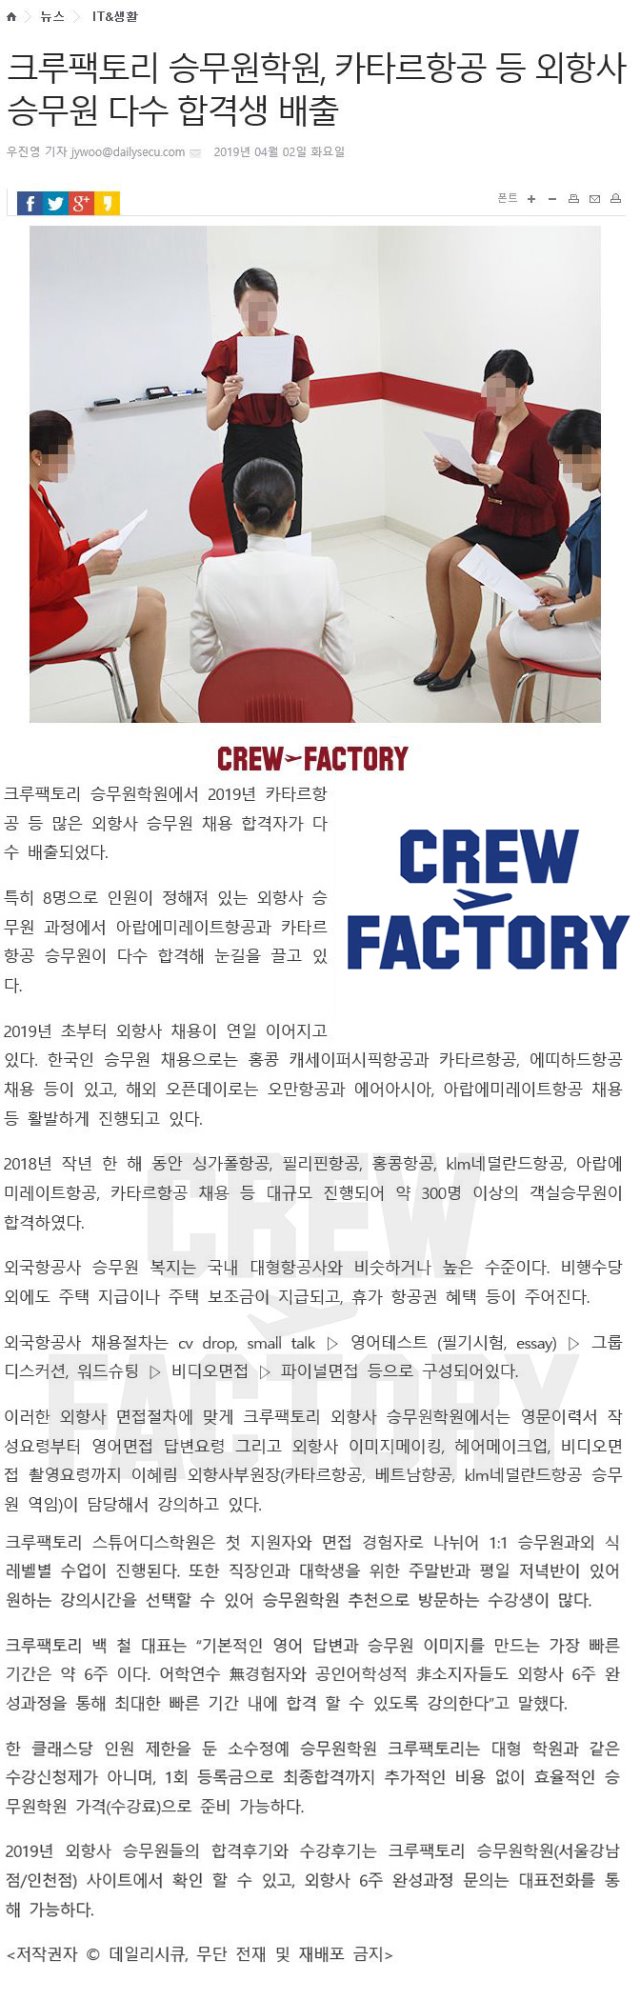 뉴스 IT&생활
크루팩토리 승무원학원, 카타르항공 등 외항사
승무원 다수 합격생 배출
우진영 기자 jywoo@dailysecu.com 2019년 04월 02일 화요일
폰트
CREW FACTORY
크루팩토리 승무원학원에서 2019년 카타르항
공 등 많은 외항사 승무원 채용 합격자가 다
수 배출되었다.
CREW
FACTORY
특히 8명으로 인원이 정해져 있는 외항사 승
무원 과정에서 아랍에미레이트항공과 카타르
항공 승무원이 다수 합격해 눈길을 끌고 있
다.
2019년 초부터 외항사 채용이 연일 이어지고
있다. 한국인 승무원 채용으로는 홍콩 캐세이퍼시픽항공과 카타르항공, 에띠하드항공
채용 등이 있고, 해외 오픈데이로는 오만항공과 에어아시아, 아랍에미레이트항공 채용
등 활발하게 진행되고 있다.
2018년 작년 한 해 동안 싱가폴항공, 필리핀항공, 홍콩항공, klm네덜란드항공, 아랍에
미레이트항공, 카타르항공 채용 등 대규모 진행되어 약 300명 이상의 객실승무원이
합격하였다.
CREW
FACTORY
외국항공사 승무원 복지는 국내 대형항공사와 비슷하거나 높은 수준이다. 비행수당
외에도 주택 지급이나 주택 보조금이 지급되고, 휴가 항공권 혜택 등이 주어진다.
외국항공사 채용절차는 cv drop, small talk ▷ 영어테스트 (필기시험, essay) ▷ 그룹
디스커션, 워드슈팅 ▷ 비디오면접 ▷ 파이널면접 등으로 구성되어있다.
이러한 외항사 면접절차에 맞게 크루팩토리 외항사 승무원학원에서는 영문이력서 작
성요령부터 영어면접 답변요령 그리고 외항사 이미지메이킹, 헤어메이크업, 비디오면
접 촬영요령까지 이혜림 외항사부원장(카타르항공, 베트남항공, klm네덜란드항공 승무
원 역임)이 담당해서 강의하고 있다.
크루팩토리 스튜어디스학원은 첫 지원자와 면접 경험자로 나뉘어 1:1 승무원과외 식
레벨별 수업이 진행된다. 또한 직장인과 대학생을 위한 주말반과 평일 저녁반이 있어
원하는 강의시간을 선택할 수 있어 승무원학원 추천으로 방문하는 수강생이 많다.
크루팩토리 백 철 대표는 “기본적인 영어 답변과 승무원 이미지를 만드는 가장 빠른
기간은 약 6주 이다. 어학연수 無경험자와 공인어학성적 非소지자들도 외항사 6주 완
성과정을 통해 최대한 빠른 기간 내에 합격 할 수 있도록 강의한다”고 말했다.
한 클래스당 인원 제한을 둔 소수정예 승무원학원 크루팩토리는 대형 학원과 같은
수강신청제가 아니며, 1회 등록금으로 최종합격까지 추가적인 비용 없이 효율적인 승
무원학원 가격(수강료)으로 준비 가능하다.
2019년 외항사 승무원들의 합격후기와 수강후기는 크루팩토리 승무원학원(서울강남
점/인천점) 사이트에서 확인 할 수 있고, 외항사 6주 완성과정 문의는 대표전화를 통
해 가능하다.
<저작권자 © 데일리시큐, 무단 전재 및 재배포 금지>